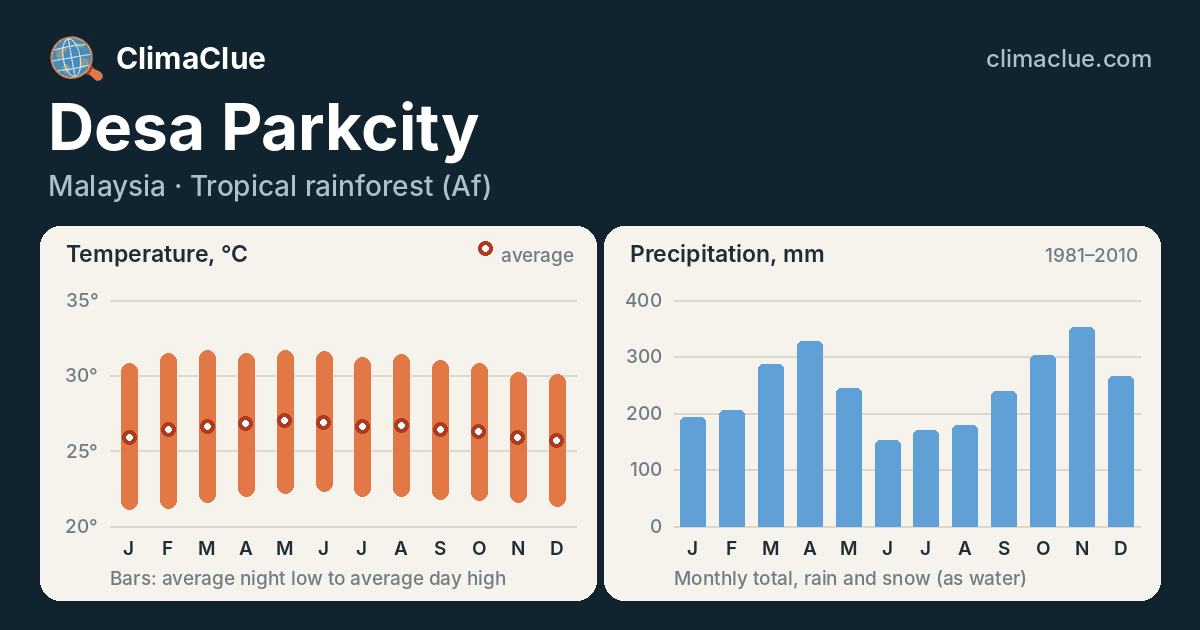 ClimaClue
climaclue.com
Desa Parkcity
Malaysia · Tropical rainforest (Af)
Temperature, °C
average
35°
30°
25°
20°
J F M A M J J A S O N D
Bars: average night low to average day high
Precipitation, mm
1981–2010
400
300
200
100
0
J F M A M J J A S O N D
Monthly total, rain and snow (as water)